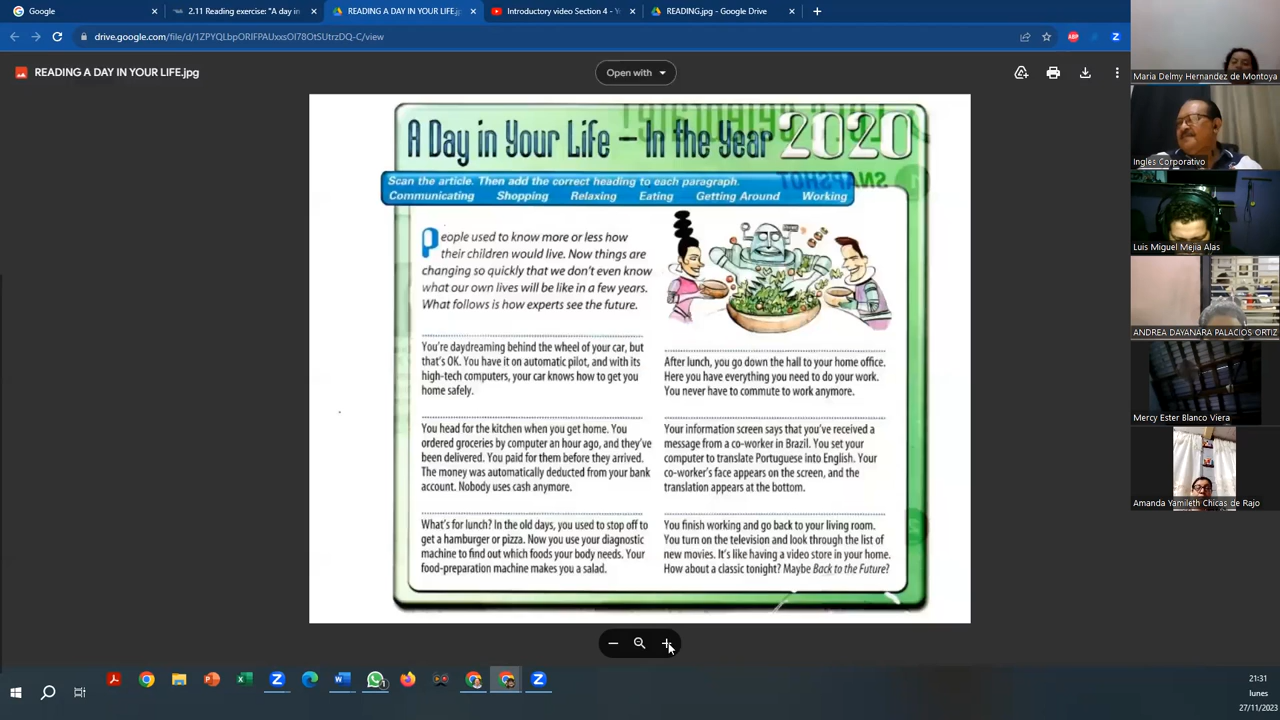 Google
2.11 Reading exercise: "A day in
READING A DAY IN YOUR LIFE.j
Introductory video Section 4 - Y
READING.jpg - Google Drive
drive.google.com/file/d/1ZPYQLbpORIFPAUxxsOI78OtSUtrzDQ-C/view
READING A DAY IN YOUR LIFE.jpg
Open with
A Day in Your Life – In the Year 2020
Scan the article. Then add the correct heading to each paragraph.
Communicating Shopping Relaxing Eating Getting Around Working
People used to know more or less how
their children would live. Now things are
changing so quickly that we don't even know
what our own lives will be like in a few years.
What follows is how experts see the future.
You're daydreaming behind the wheel of your car, but
that's OK. You have it on automatic pilot, and with its
high-tech computers, your car knows how to get you
home safely.
You head for the kitchen when you get home. You
ordered groceries by computer an hour ago, and they've
been delivered. You paid for them before they arrived.
The money was automatically deducted from your bank
account. Nobody uses cash anymore.
What's for lunch? In the old days, you used to stop off to
get a hamburger or pizza. Now you use your diagnostic
machine to find out which foods your body needs. Your
food-preparation machine makes you a salad.
After lunch, you go down the hall to your home office.
Here you have everything you need to do your work.
You never have to commute to work anymore.
Your information screen says that you've received a
message from a co-worker in Brazil. You set your
computer to translate Portuguese into English. Your
co-worker's face appears on the screen, and the
translation appears at the bottom.
You finish working and go back to your living room.
You turn on the television and look through the list of
new movies. It's like having a video store in your home.
How about a classic tonight? Maybe Back to the Future?
Maria Delmy Hernandez de Montoya
Ingles Corporativo
Luis Miguel Mejia Alas
ANDREA DAYANARA PALACIOS ORTIZ
Mercy Ester Blanco Viera
Amanda Yamileth Chicas de Rajo
21:31
lunes
27/11/2023